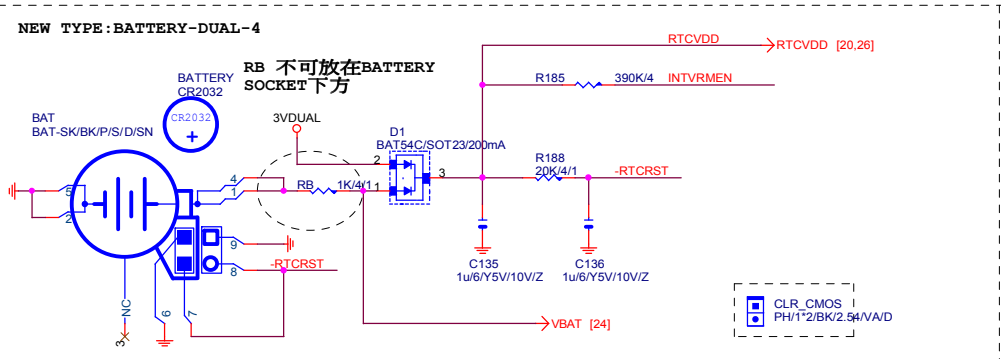 NEW TYPE:BATTERY-DUAL-4
RTCVDD
RTCVDD [20,26]
RB 不可放在BATTERY
SOCKET下方
BATTERY
CR2032
R185
390K/4
INTVRMEN
CR2032
+
BAT
BAT-SK/BK/P/S/D/SN
3VDUAL
D1
BAT54C/SOT23/200mA
2
3
R188
20K/4/1
-RTCRST
4
1
RB
1K/4/1
1
5
2
9
8
-RTCRST
C135
1u/6/Y5V/10V/Z
C136
1u/6/Y5V/10V/Z
NC
3
6
7
VBAT [24]
CLR_CMOS
PH/1*2/BK/2.54/VA/D